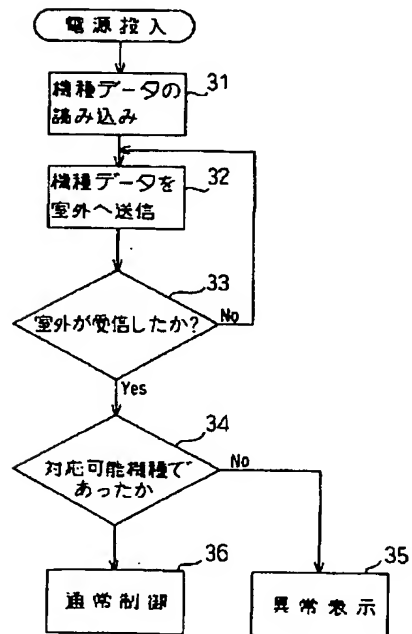 電源投入
31
機種データの
読み込み
32
機種データを
室外へ送信
33
室外が受信したか?
No
Yes
34
対応可能機種で
あったか
No
36
通常制御
35
異常表示